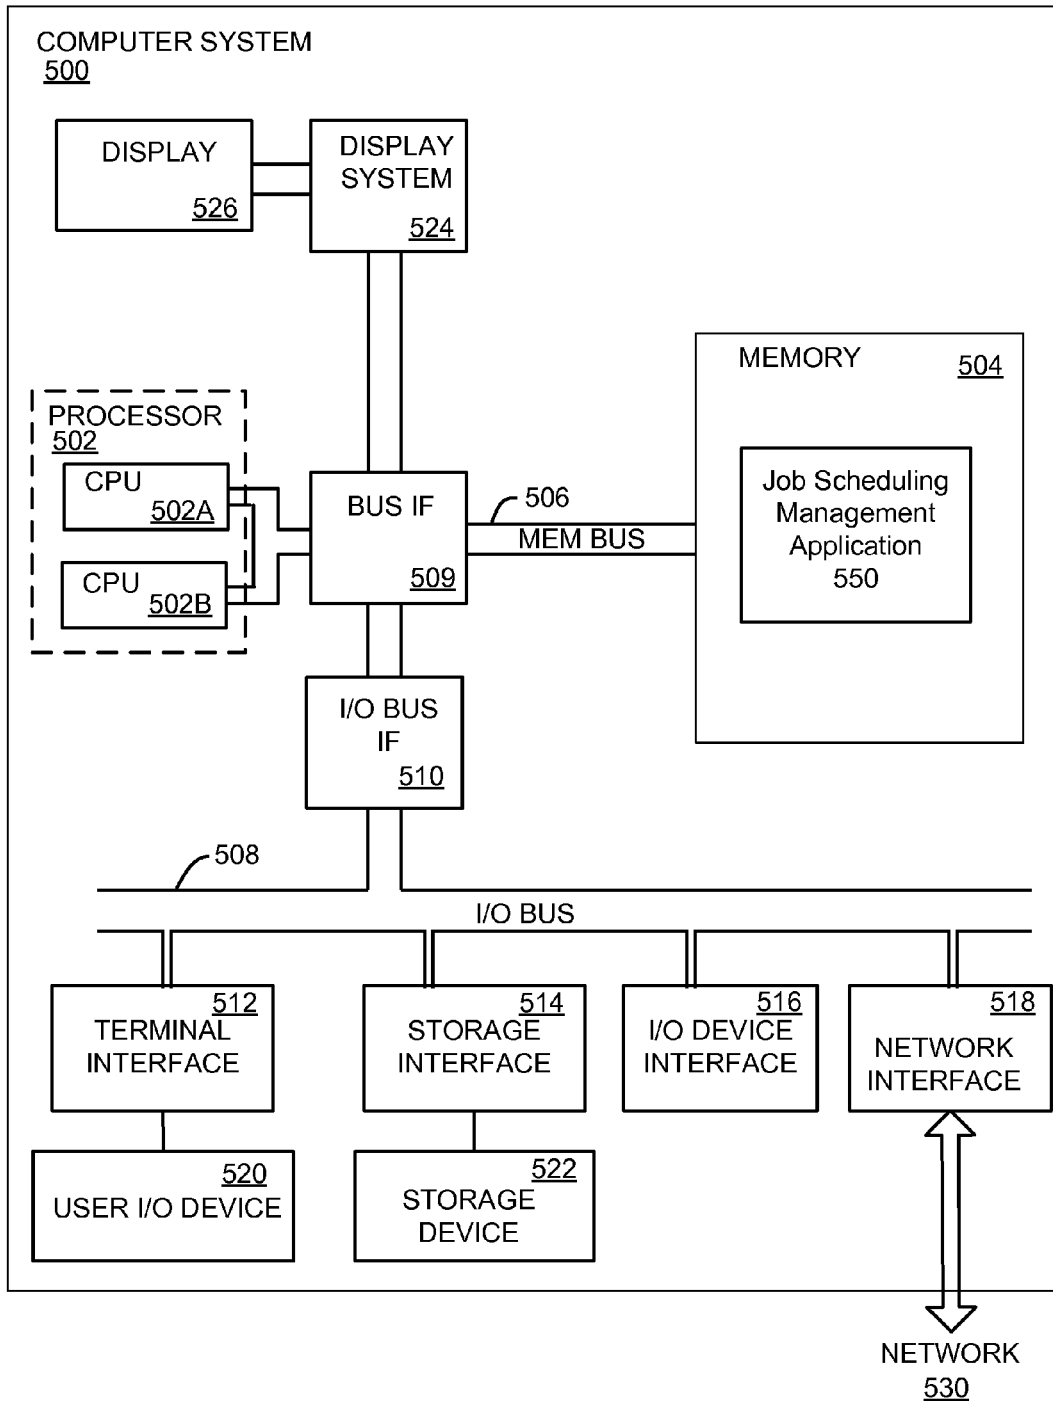 COMPUTER SYSTEM
500
DISPLAY
526
DISPLAY
SYSTEM
524
MEMORY
504
PROCESSOR
502
CPU
502A
CPU
502B
BUS IF
509
506
MEM BUS
Job Scheduling
Management
Application
550
I/O BUS
IF
510
508
I/O BUS
512
TERMINAL
INTERFACE
514
STORAGE
INTERFACE
516
I/O DEVICE
INTERFACE
518
NETWORK
INTERFACE
520
USER I/O DEVICE
522
STORAGE
DEVICE
NETWORK
530